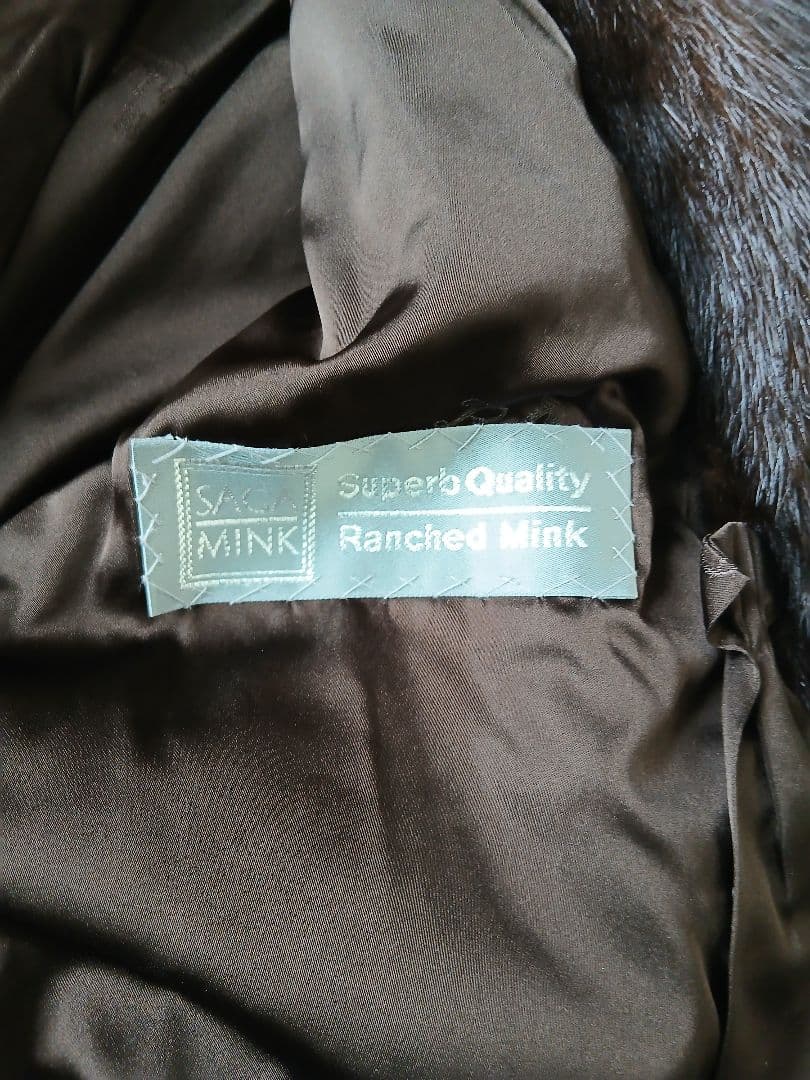 SAGA
MINK
Superb Quality
Ranched Mink